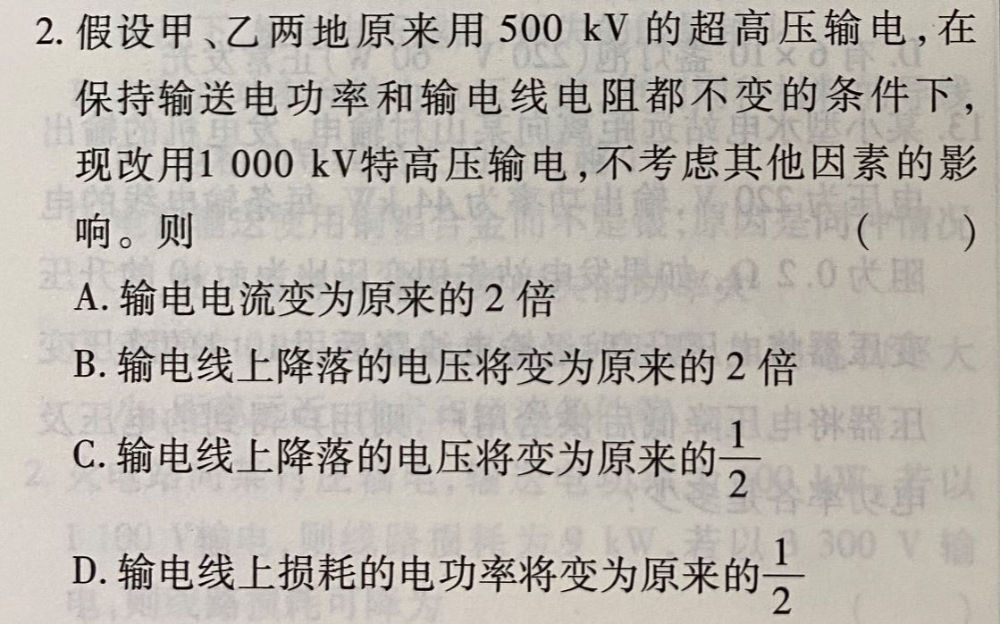 2. 假设甲、乙两地原来用 500 kV 的超高压输电,在
保持输送电功率和输电线电阻都不变的条件下,
现改用1 000 kV特高压输电,不考虑其他因素的影
响。则 ( )
A. 输电电流变为原来的 2 倍
B. 输电线上降落的电压将变为原来的 2 倍
C. 输电线上降落的电压将变为原来的1/2
D. 输电线上损耗的电功率将变为原来的1/2